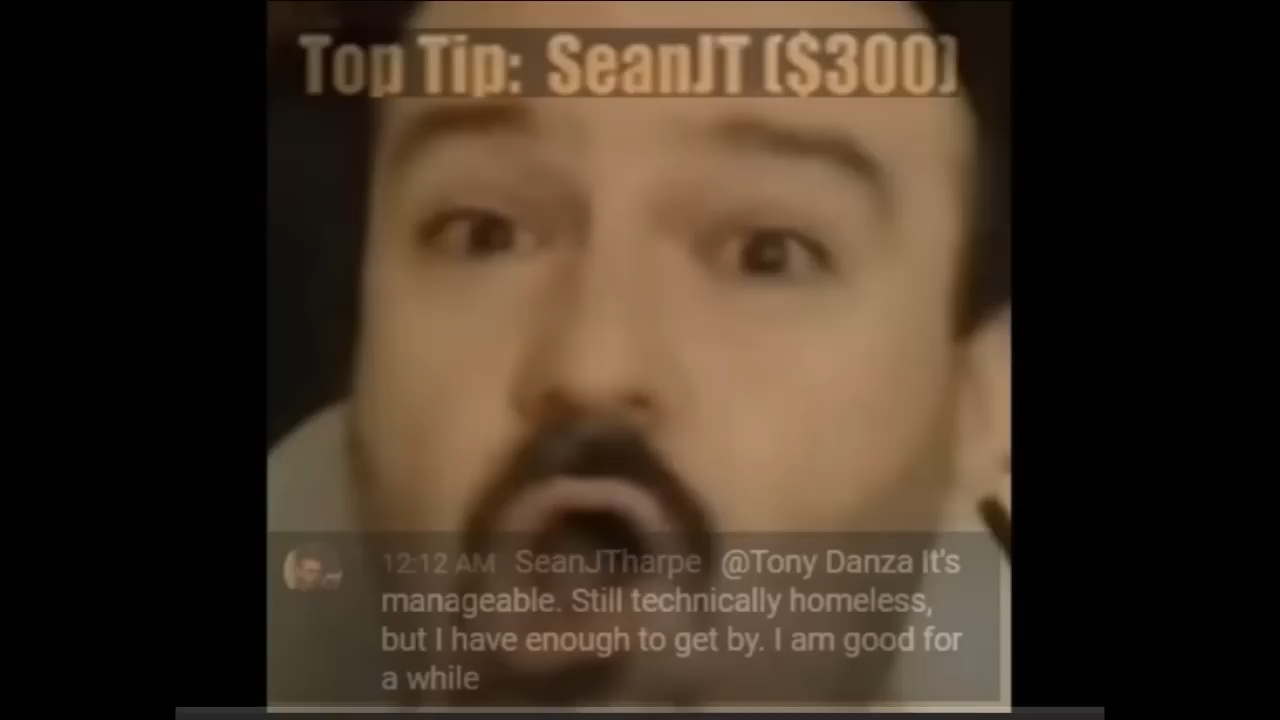 Top Tip: SeanJT ($300)
12:12 AM SeanJTharpe @Tony Danza It's
manageable. Still technically homeless,
but I have enough to get by. I am good for
a while